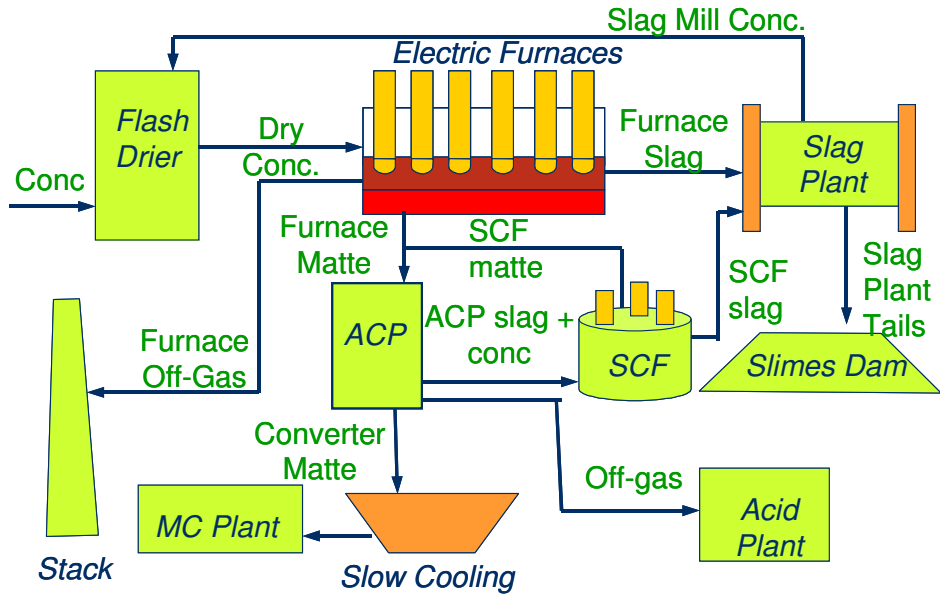 Slag Mill Conc.
Electric Furnaces
Flash
Drier
Dry
Conc.
Conc
Furnace
Slag
Slag
Plant
Furnace
Matte
SCF
matte
SCF
slag
Slag
Plant
Tails
ACP
ACP slag +
conc
SCF
Slimes Dam
Furnace
Off-Gas
Converter
Matte
Off-gas
MC Plant
Acid
Plant
Stack
Slow Cooling